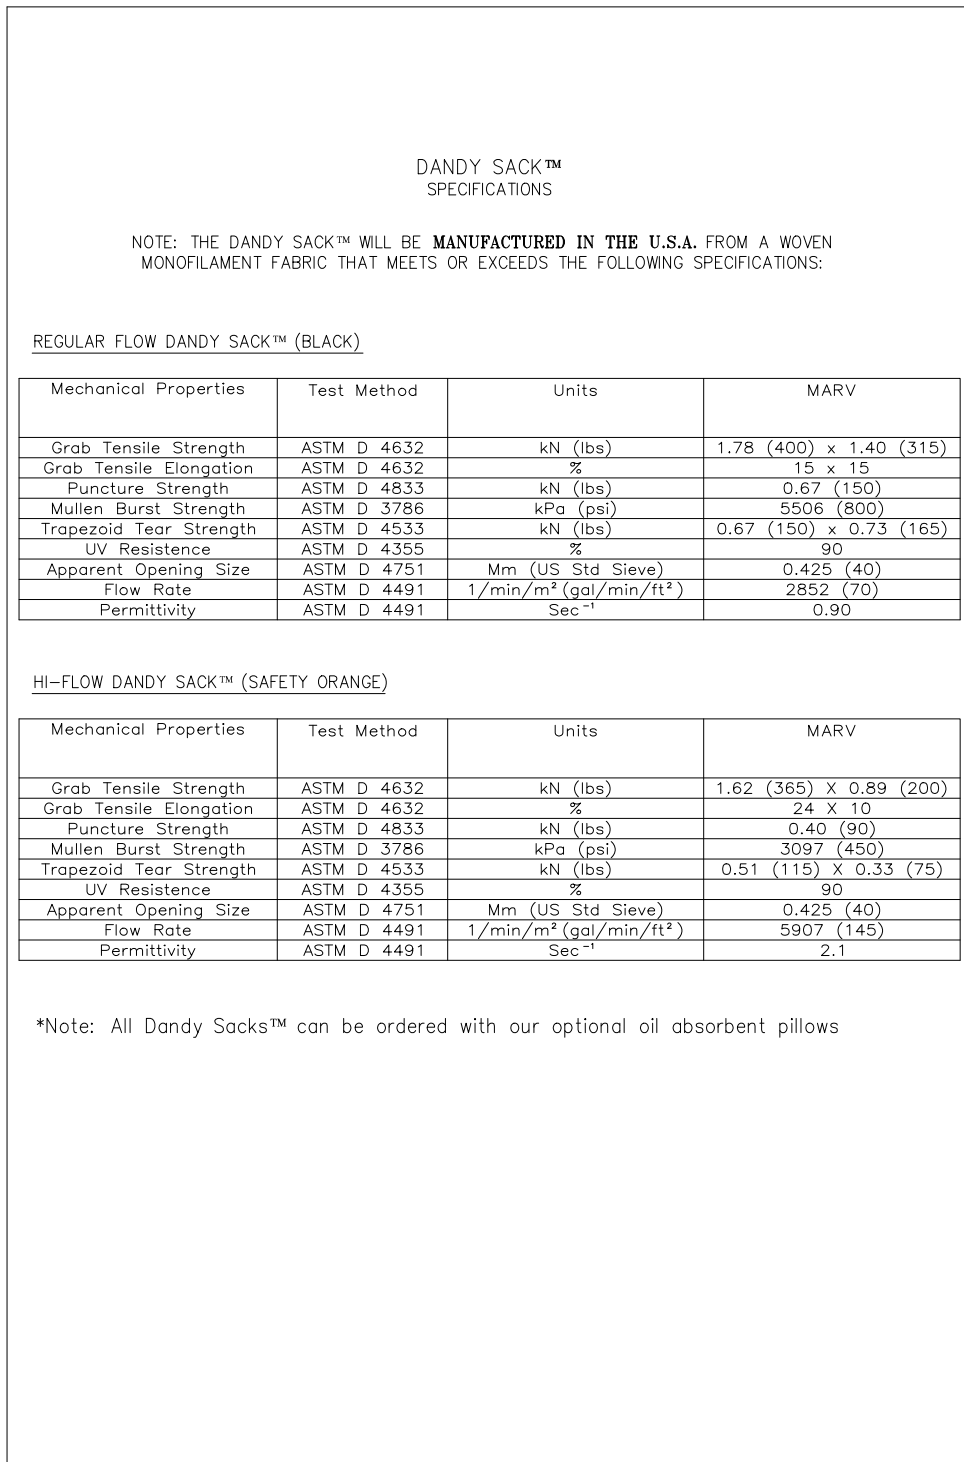 DANDY SACK™
SPECIFICATIONS
NOTE: THE DANDY SACK™ WILL BE MANUFACTURED IN THE U.S.A. FROM A WOVEN
MONOFILAMENT FABRIC THAT MEETS OR EXCEEDS THE FOLLOWING SPECIFICATIONS:
REGULAR FLOW DANDY SACK™ (BLACK)
Mechanical Properties Test Method Units MARV
Grab Tensile Strength ASTM D 4632 kN (lbs) 1.78 (400) x 1.40 (315)
Grab Tensile Elongation ASTM D 4632 % 15 x 15
Puncture Strength ASTM D 4833 kN (lbs) 0.67 (150)
Mullen Burst Strength ASTM D 3786 kPa (psi) 5506 (800)
Trapezoid Tear Strength ASTM D 4533 kN (lbs) 0.67 (150) x 0.73 (165)
UV Resistence ASTM D 4355 % 90
Apparent Opening Size ASTM D 4751 Mm (US Std Sieve) 0.425 (40)
Flow Rate ASTM D 4491 1/min/m² (gal/min/ft²) 2852 (70)
Permittivity ASTM D 4491 Sec⁻¹ 0.90
HI-FLOW DANDY SACK™ (SAFETY ORANGE)
Mechanical Properties Test Method Units MARV
Grab Tensile Strength ASTM D 4632 kN (lbs) 1.62 (365) X 0.89 (200)
Grab Tensile Elongation ASTM D 4632 % 24 X 10
Puncture Strength ASTM D 4833 kN (lbs) 0.40 (90)
Mullen Burst Strength ASTM D 3786 kPa (psi) 3097 (450)
Trapezoid Tear Strength ASTM D 4533 kN (lbs) 0.51 (115) X 0.33 (75)
UV Resistence ASTM D 4355 % 90
Apparent Opening Size ASTM D 4751 Mm (US Std Sieve) 0.425 (40)
Flow Rate ASTM D 4491 1/min/m² (gal/min/ft²) 5907 (145)
Permittivity ASTM D 4491 Sec⁻¹ 2.1
*Note: All Dandy Sacks™ can be ordered with our optional oil absorbent pillows